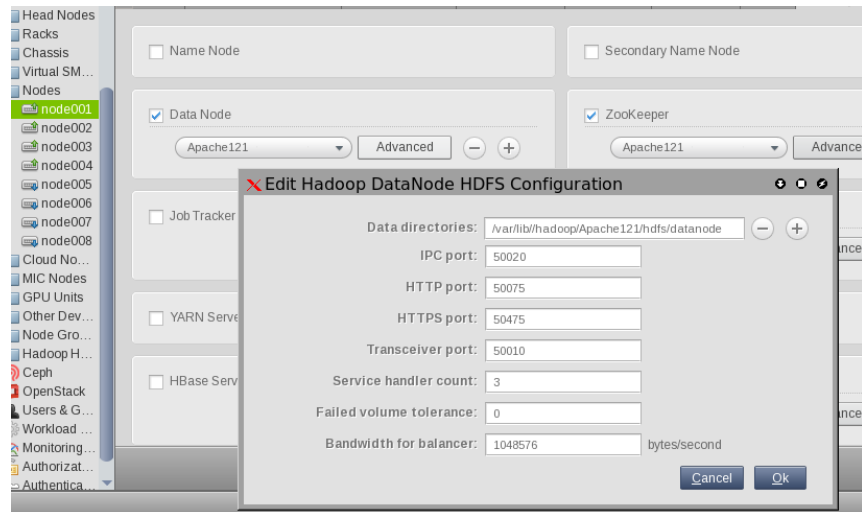 Head Nodes
Racks
Chassis
Virtual SM...
Nodes
node001
node002
node003
node004
node005
node006
node007
node008
Cloud No...
MIC Nodes
GPU Units
Other Dev...
Node Gro...
Hadoop H...
Ceph
OpenStack
Users & G...
Workload ...
Monitoring...
Authorizat...
Authentica...
Name Node
Secondary Name Node
Data Node
ZooKeeper
Apache121
Advanced
Apache121
Advance
Job Tracker
YARN Serve
HBase Serv
nce
nce
Edit Hadoop DataNode HDFS Configuration
Data directories: /var/lib//hadoop/Apache121/hdfs/datanode
IPC port: 50020
HTTP port: 50075
HTTPS port: 50475
Transceiver port: 50010
Service handler count: 3
Failed volume tolerance: 0
Bandwidth for balancer: 1048576 bytes/second
Cancel
Ok